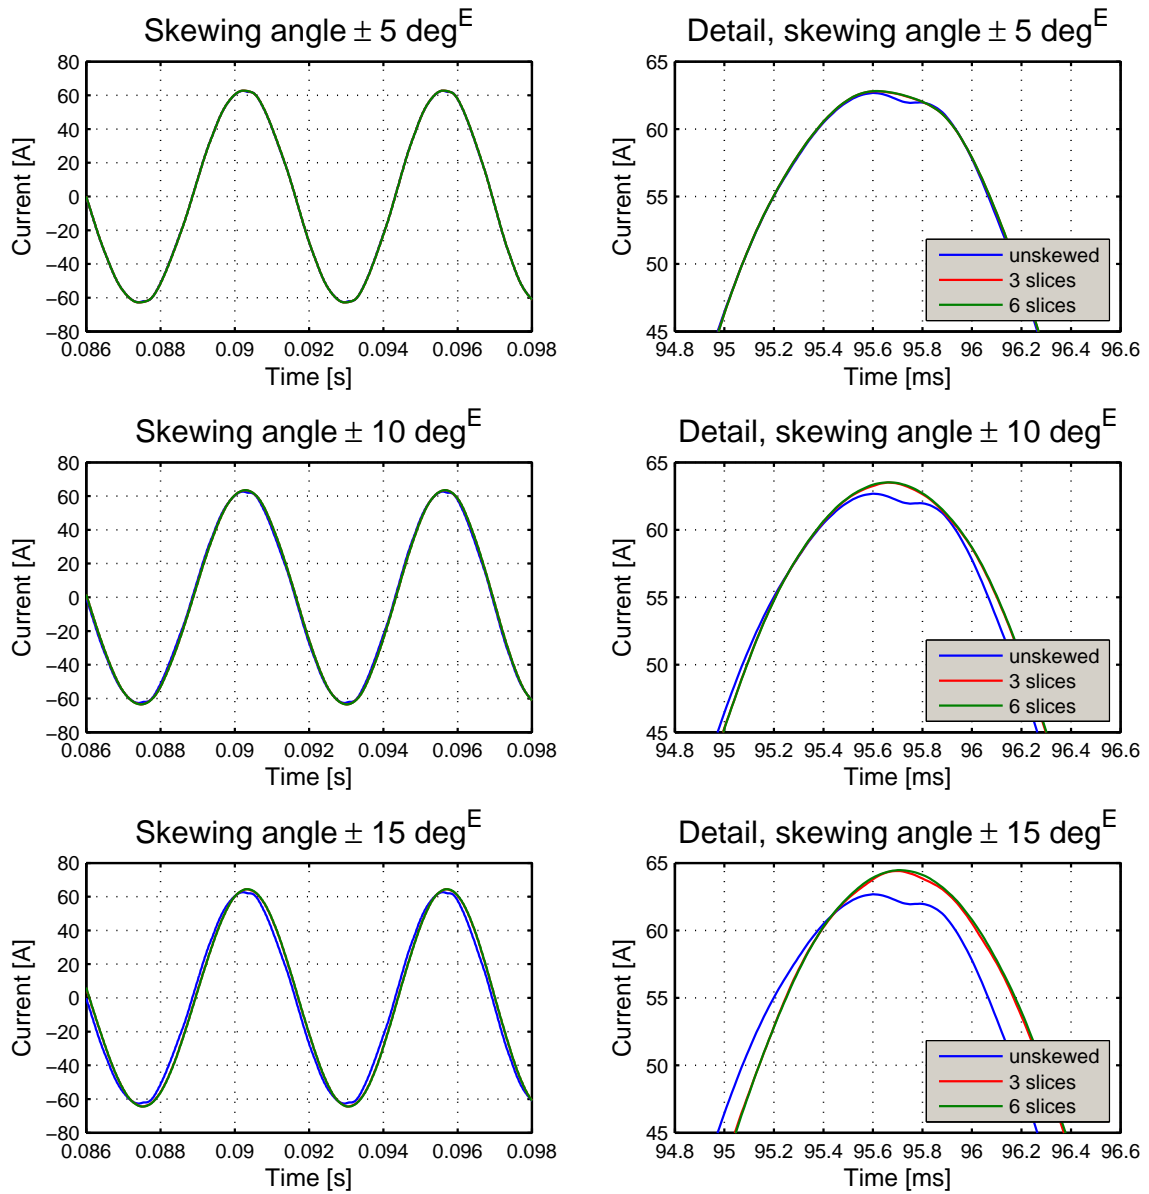 Skewing angle ± 5 deg^E
80
60
40
20
0
−20
−40
−60
−80
Current [A]
0.086 0.088 0.09 0.092 0.094 0.096 0.098
Time [s]
Detail, skewing angle ± 5 deg^E
65
60
55
50
45
Current [A]
unskewed
3 slices
6 slices
94.8 95 95.2 95.4 95.6 95.8 96 96.2 96.4 96.6
Time [ms]
Skewing angle ± 10 deg^E
80
60
40
20
0
−20
−40
−60
−80
Current [A]
0.086 0.088 0.09 0.092 0.094 0.096 0.098
Time [s]
Detail, skewing angle ± 10 deg^E
65
60
55
50
45
Current [A]
unskewed
3 slices
6 slices
94.8 95 95.2 95.4 95.6 95.8 96 96.2 96.4 96.6
Time [ms]
Skewing angle ± 15 deg^E
80
60
40
20
0
−20
−40
−60
−80
Current [A]
0.086 0.088 0.09 0.092 0.094 0.096 0.098
Time [s]
Detail, skewing angle ± 15 deg^E
65
60
55
50
45
Current [A]
unskewed
3 slices
6 slices
94.8 95 95.2 95.4 95.6 95.8 96 96.2 96.4 96.6
Time [ms]